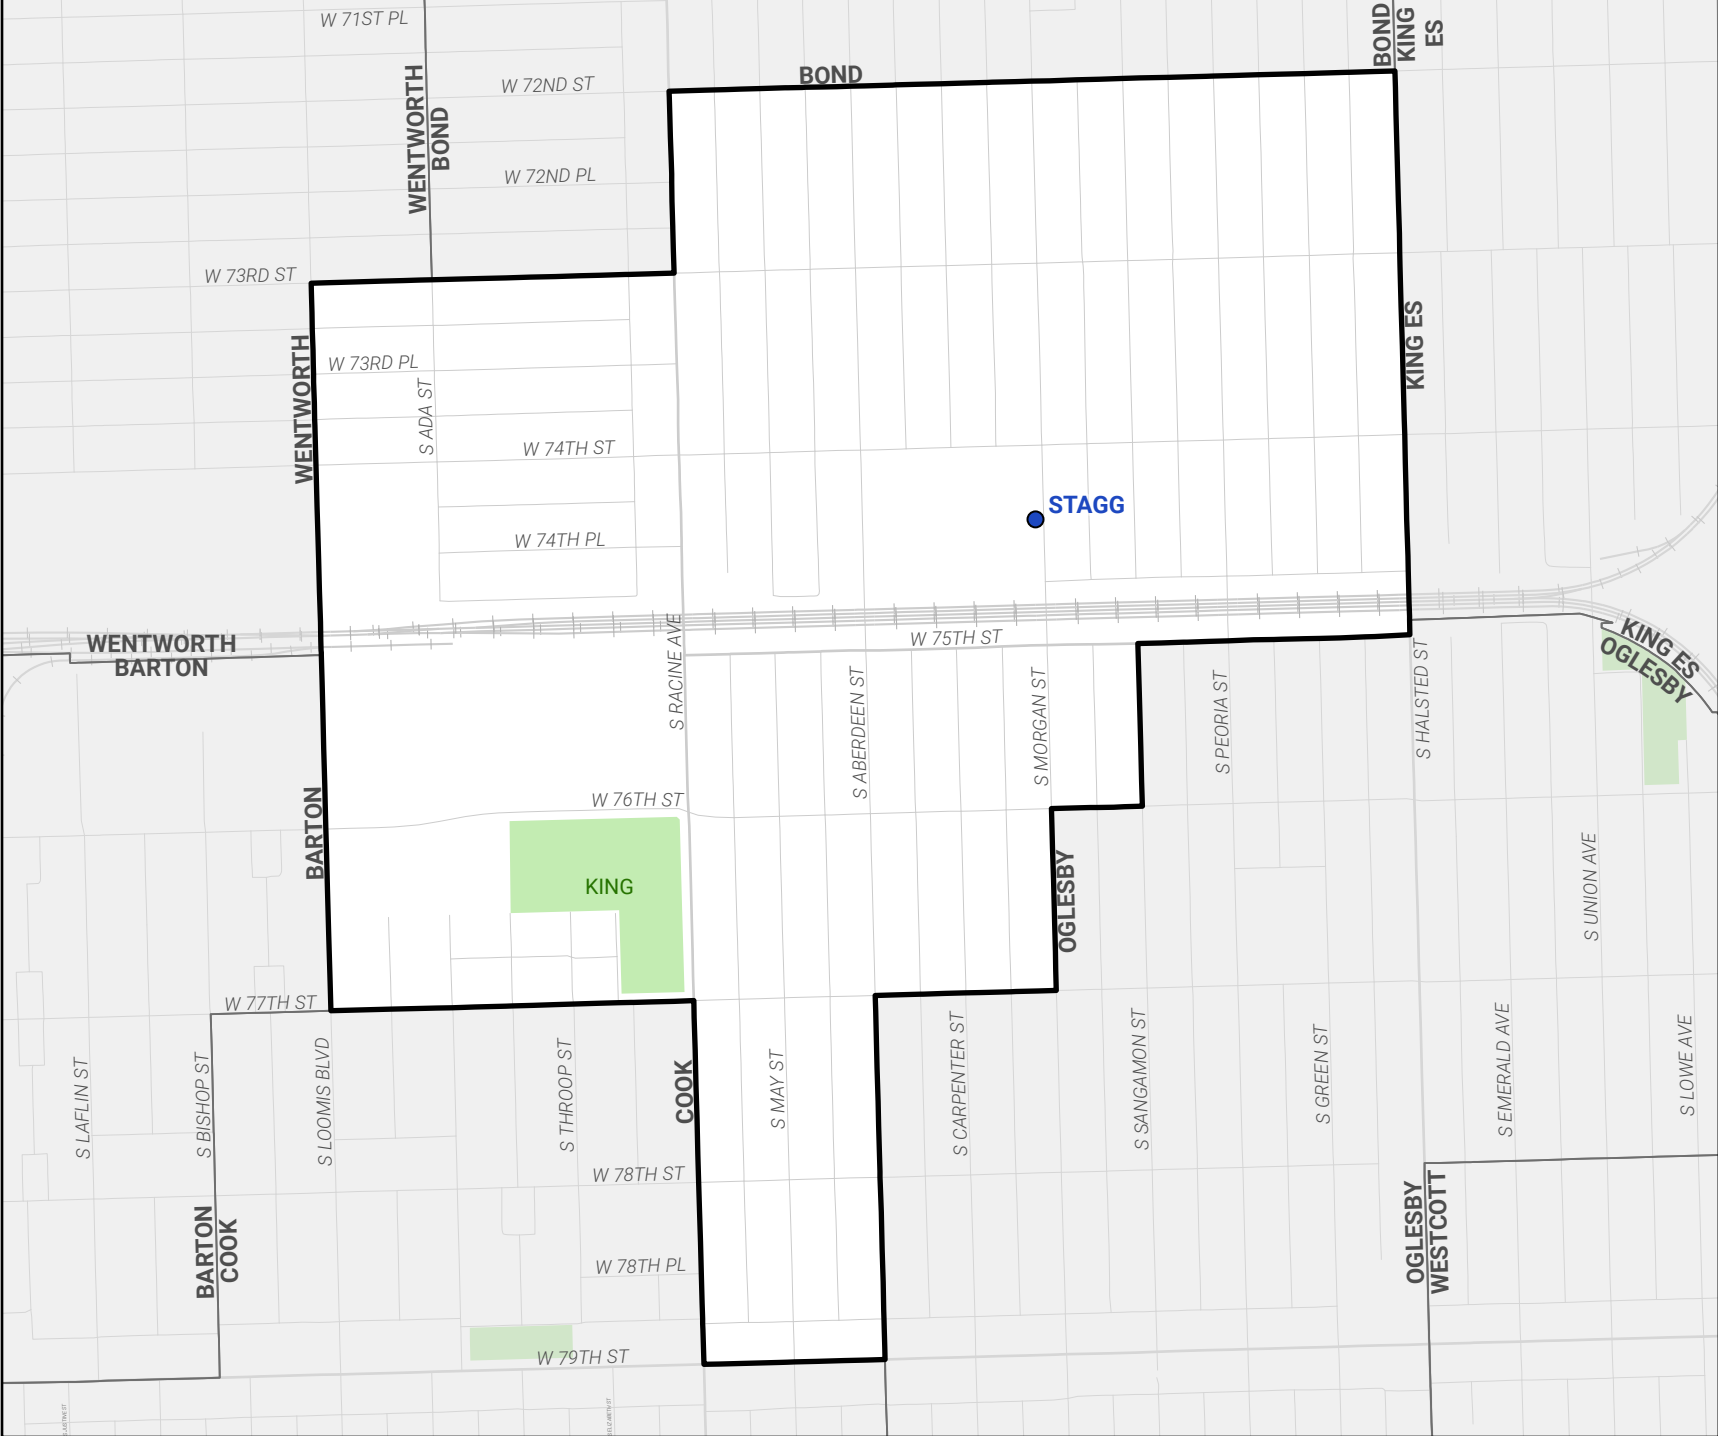 W 71ST PL
BOND
KING
ES
WENTWORTH
BOND
W 72ND ST
BOND
W 72ND PL
W 73RD ST
WENTWORTH
W 73RD PL
S ADA ST
KING ES
W 74TH ST
STAGG
W 74TH PL
WENTWORTH
BARTON
S RACINE AVE
W 75TH ST
KING ES
OGLESBY
S ABERDEEN ST
S MORGAN ST
S PEORIA ST
S HALSTED ST
W 76TH ST
BARTON
KING
OGLESBY
S UNION AVE
W 77TH ST
S LAFLIN ST
S BISHOP ST
S LOOMIS BLVD
S THROOP ST
COOK
S MAY ST
S CARPENTER ST
S SANGAMON ST
S GREEN ST
S EMERALD AVE
S LOWE AVE
W 78TH ST
BARTON
COOK
OGLESBY
WESTCOTT
W 78TH PL
W 79TH ST
S ELIZABETH ST